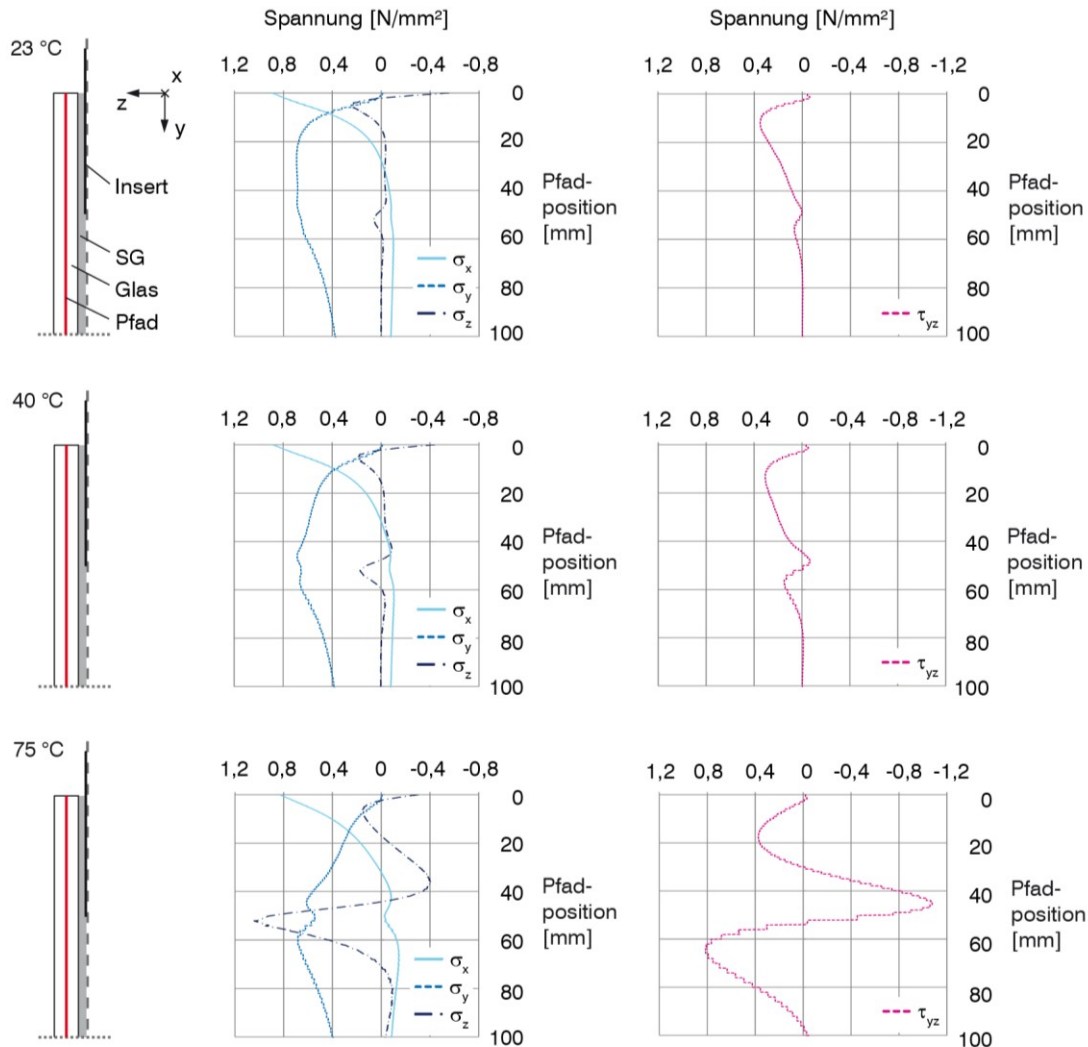 Spannung [N/mm²] Spannung [N/mm²]
23 °C
1,2 0,8 0,4 0 -0,4 -0,8 1,2 0,8 0,4 0 -0,4 -0,8 -1,2
x
z
y
Insert
SG
Glas
Pfad
0
20
40
60
80
100
Pfad-
position
[mm]
σx
σy
σz
0
20
40
60
80
100
Pfad-
position
[mm]
τyz
40 °C
1,2 0,8 0,4 0 -0,4 -0,8 1,2 0,8 0,4 0 -0,4 -0,8 -1,2
0
20
40
60
80
100
Pfad-
position
[mm]
σx
σy
σz
0
20
40
60
80
100
Pfad-
position
[mm]
τyz
75 °C
1,2 0,8 0,4 0 -0,4 -0,8 1,2 0,8 0,4 0 -0,4 -0,8 -1,2
0
20
40
60
80
100
Pfad-
position
[mm]
σx
σy
σz
0
20
40
60
80
100
Pfad-
position
[mm]
τyz